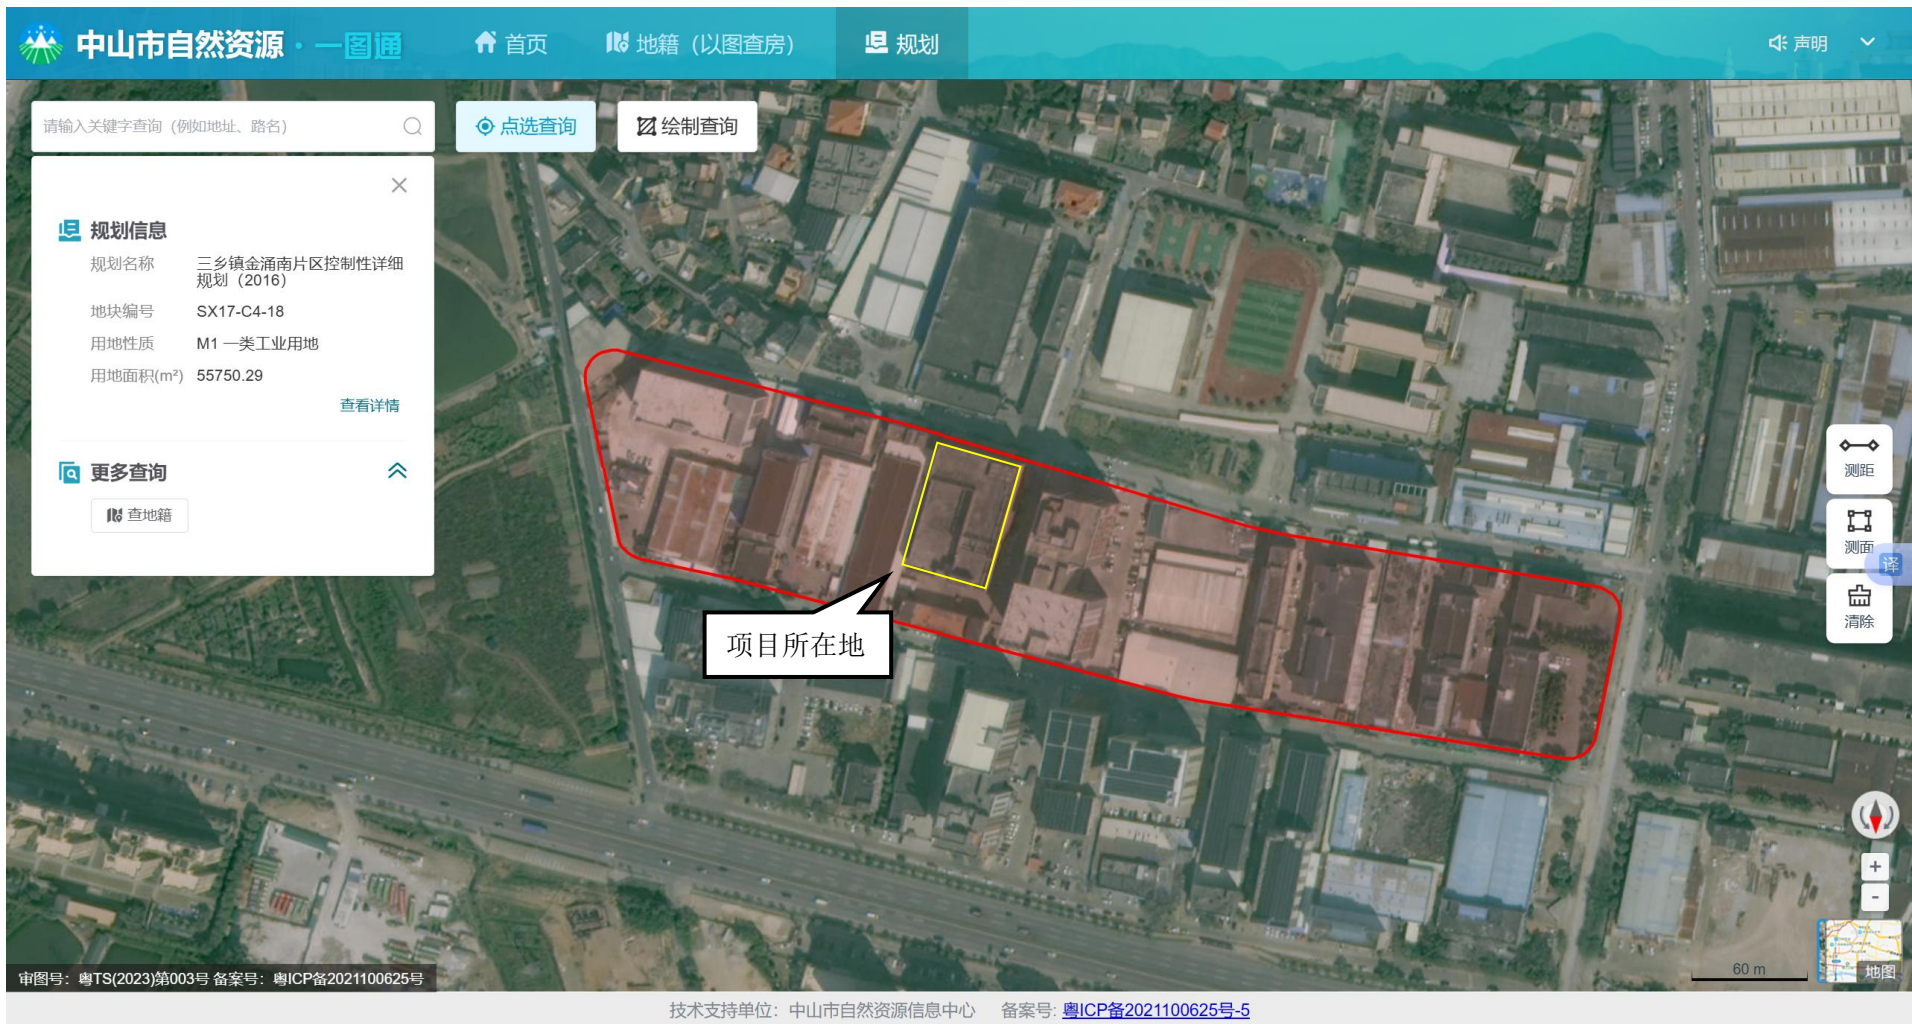 中山市自然资源·一图通
首页
地籍（以图查房）
规划
声明
请输入关键字查询（例如地址、路名）
点选查询
绘制查询
规划信息
规划名称 三乡镇金涌南片区控制性详细
规划（2016）
地块编号 SX17-C4-18
用地性质 M1 一类工业用地
用地面积(m²) 55750.29
查看详情
更多查询
查地籍
项目所在地
测距
测面
译
清除
+
-
60 m
地图
审图号：粤TS(2023)第003号 备案号：粤ICP备2021100625号
技术支持单位：中山市自然资源信息中心 备案号: 粤ICP备2021100625号-5